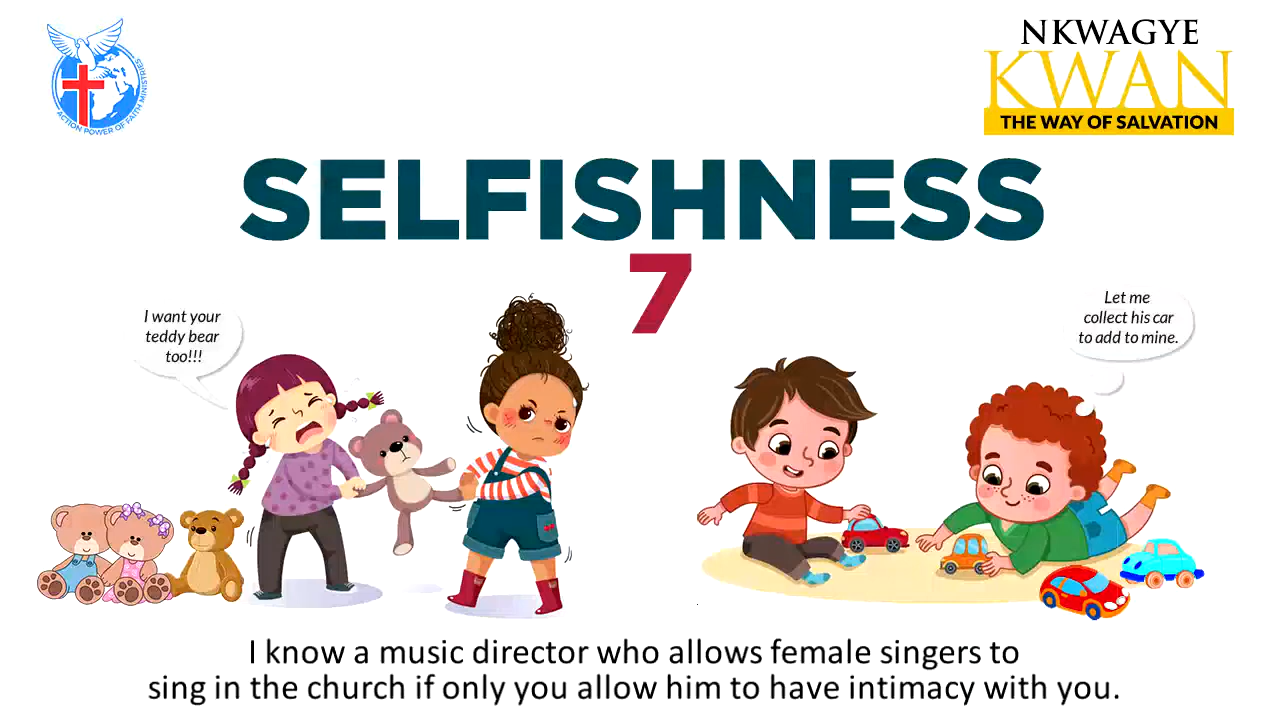 ACTION POWER OF FAITH MINISTRIES
NKWAGYE
KWAN
THE WAY OF SALVATION
SELFISHNESS
7
I want your
teddy bear
too!!!
Let me
collect his car
to add to mine.
I know a music director who allows female singers to
sing in the church if only you allow him to have intimacy with you.